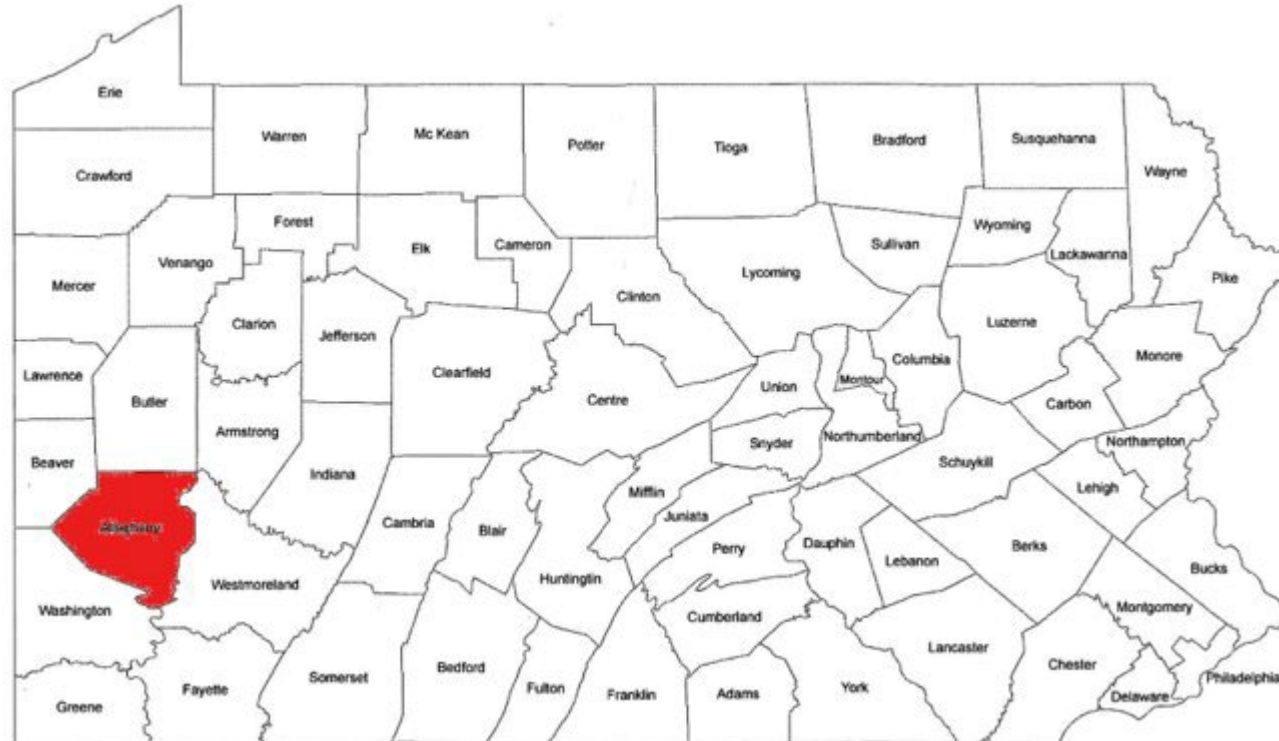 Erie
Warren
Mc Kean
Potter
Tioga
Bradford
Susquehanna
Wayne
Crawford
Forest
Elk
Cameron
Sullivan
Wyoming
Lackawanna
Venango
Mercer
Clarion
Jefferson
Clinton
Lycoming
Luzerne
Pike
Lawrence
Butler
Clearfield
Centre
Union
Montour
Columbia
Carbon
Monore
Armstrong
Beaver
Indiana
Snyder
Northumberland
Schuykill
Northampton
Lehigh
Allegheny
Cambria
Blair
Mifflin
Juniata
Perry
Dauphin
Lebanon
Berks
Bucks
Washington
Westmoreland
Huntingtin
Cumberland
Montgomery
Greene
Fayette
Somerset
Bedford
Fulton
Franklin
Adams
York
Lancaster
Chester
Delaware
Philadelphia